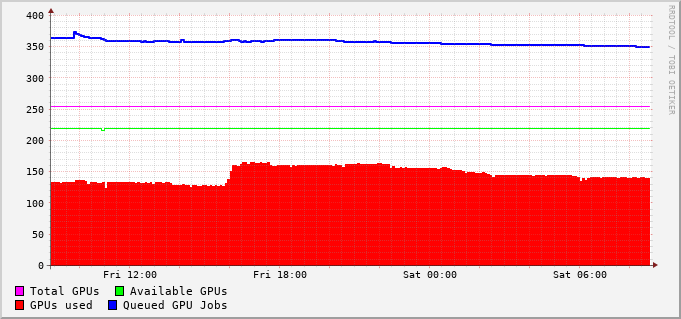 400
350
300
250
200
150
100
50
0
Fri 12:00 Fri 18:00 Sat 00:00 Sat 06:00
Total GPUs Available GPUs
GPUs used Queued GPU Jobs
RRDTOOL / TOBI OETIKER